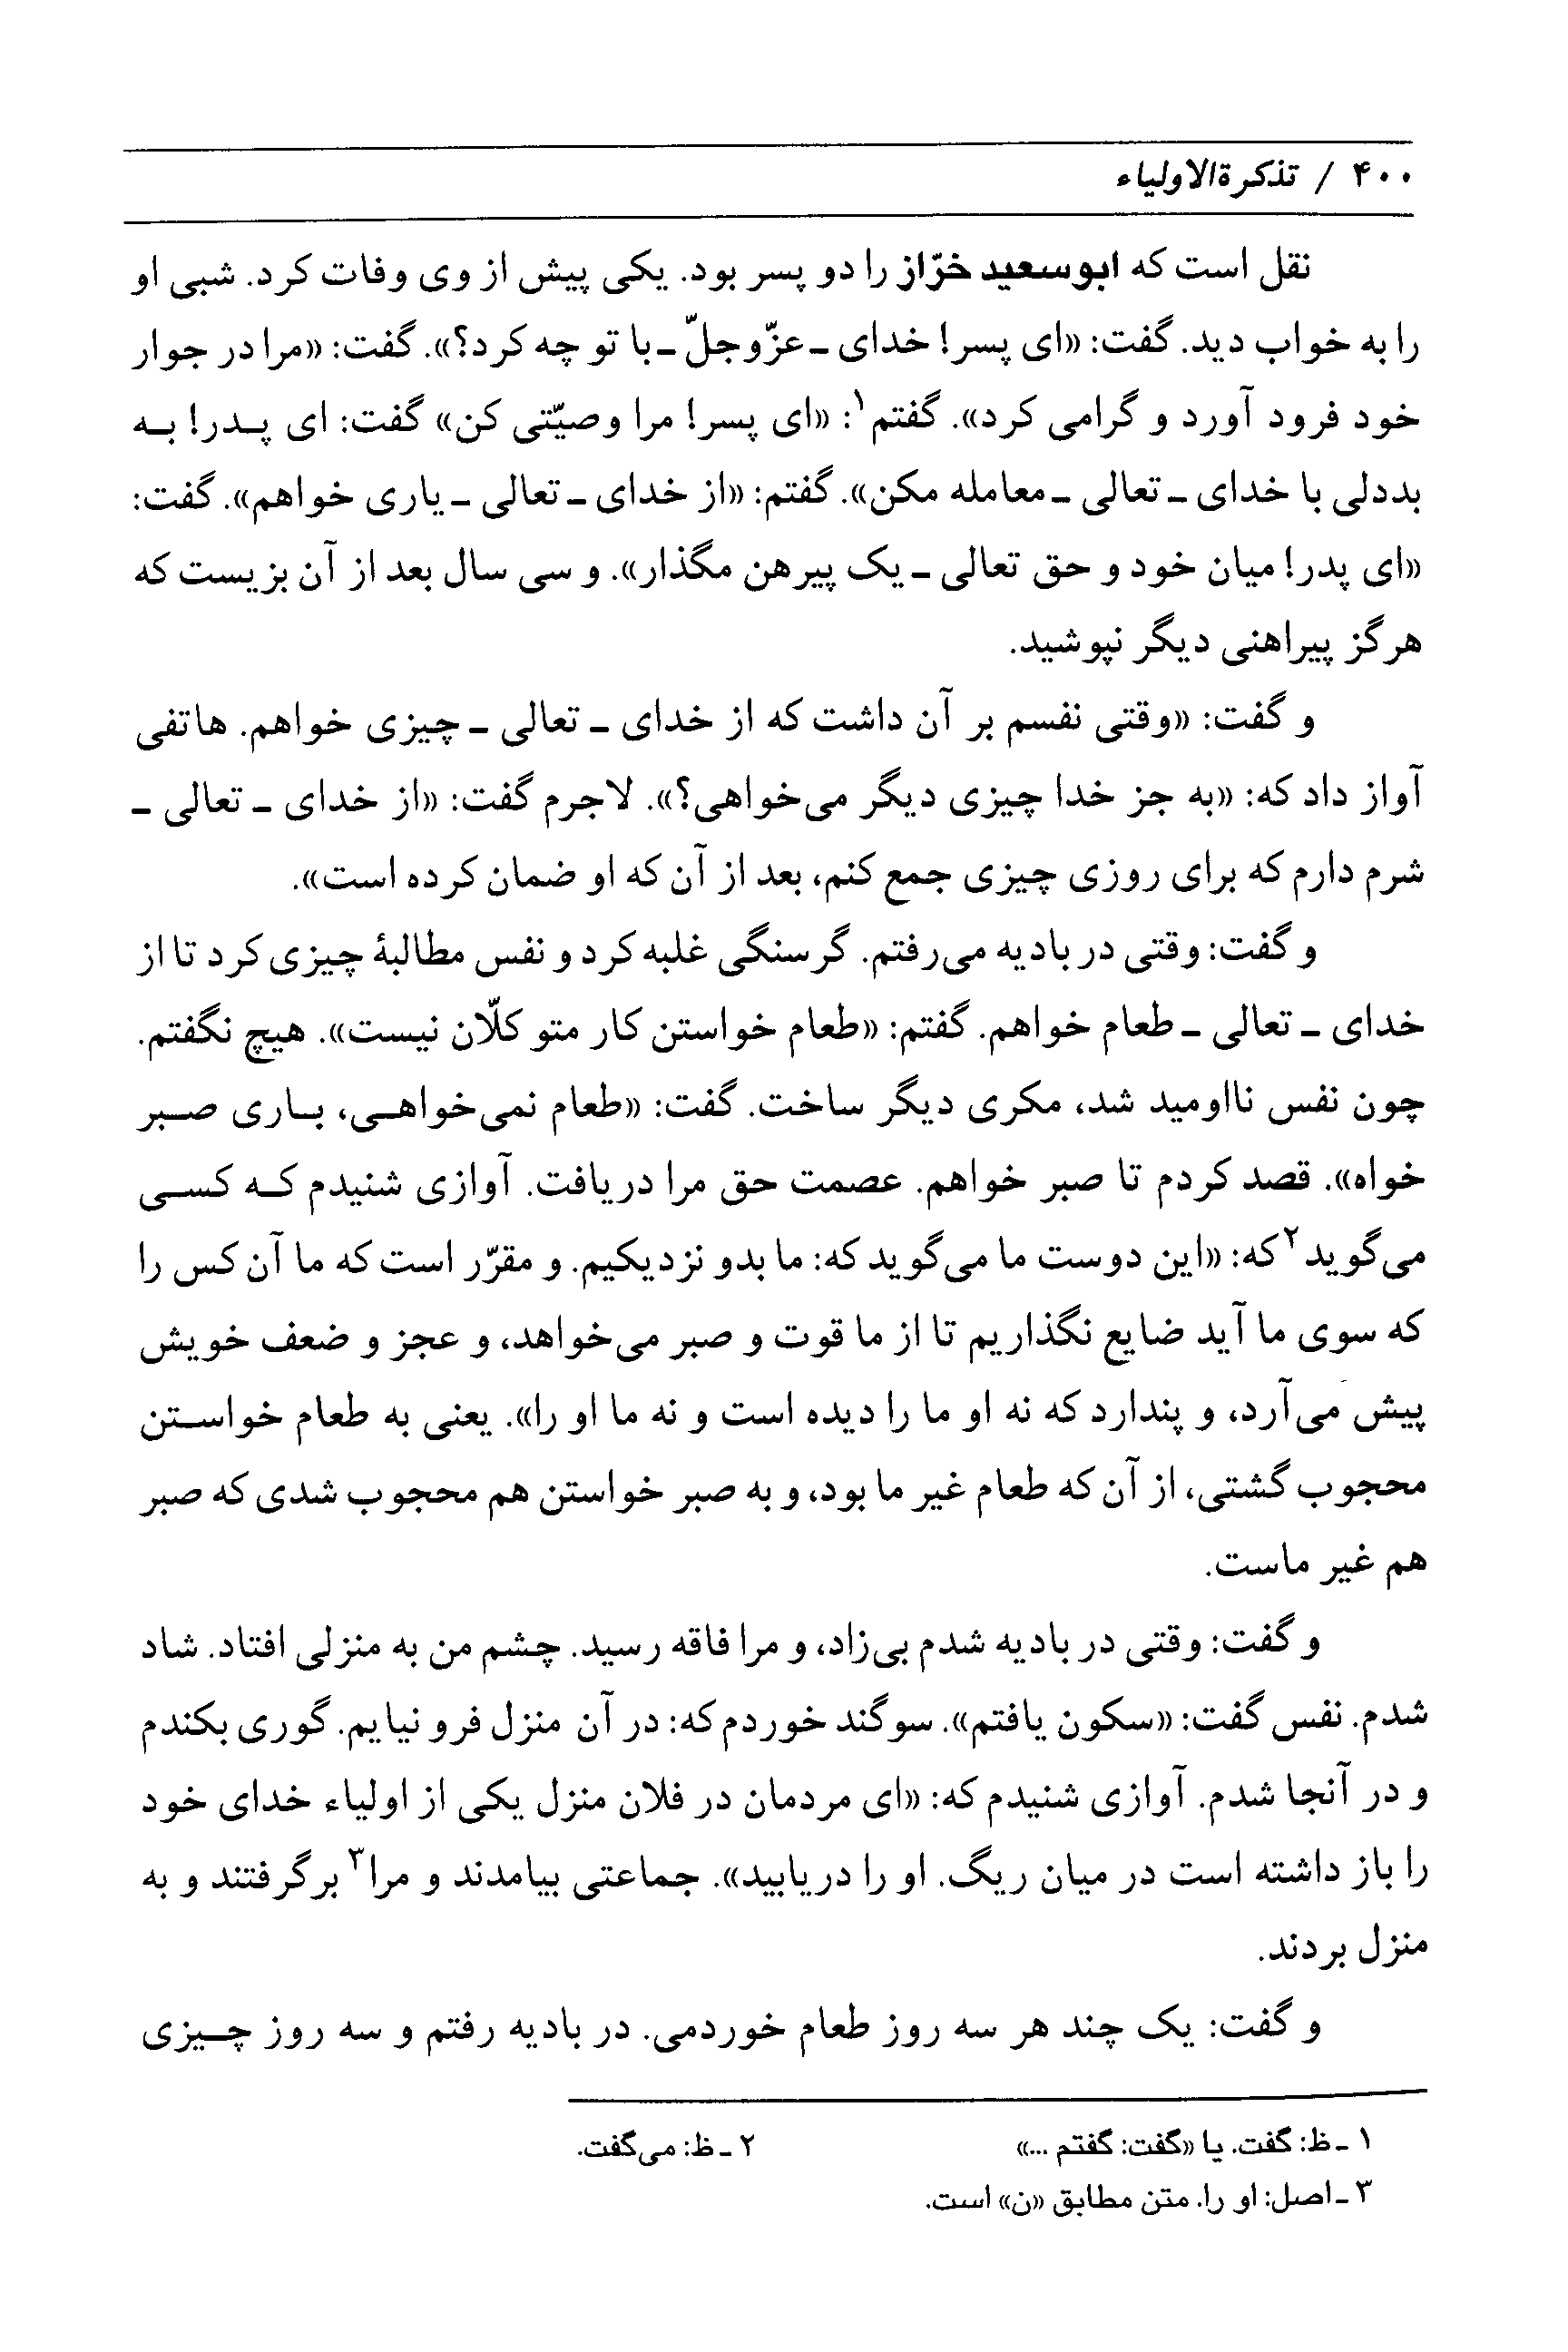 ۴۰۰ / تذکرةالاولیاء
نقل است که ابوسعید خرّاز را دو پسر بود. یکی پیش از وی وفات کرد. شبی او
را به خواب دید. گفت: «ای پسر! خدای ـ عزّوجلّ ـ با تو چه کرد؟». گفت: «مرا در جوار
خود فرود آورد و گرامی کرد». گفتم۱: «ای پسر! مرا وصیّتی کن» گفت: ای پـدر! بـه
بددلی با خدای ـ تعالی ـ معامله مکن». گفتم: «از خدای ـ تعالی ـ یاری خواهم». گفت:
«ای پدر! میان خود و حق تعالی ـ یک پیرهن مگذار». و سی سال بعد از آن بزیست که
هرگز پیراهنی دیگر نپوشید.
و گفت: «وقتی نفسم بر آن داشت که از خدای ـ تعالی ـ چیزی خواهم. هاتفی
آواز داد که: «به جز خدا چیزی دیگر می‌خواهی؟». لاجرم گفت: «از خدای ـ تعالی ـ
شرم دارم که برای روزی چیزی جمع کنم، بعد از آن که او ضمان کرده است».
و گفت: وقتی در بادیه می‌رفتم. گرسنگی غلبه کرد و نفس مطالبهٔ چیزی کرد تا از
خدای ـ تعالی ـ طعام خواهم. گفتم: «طعام خواستن کار متو کلّان نیست». هیچ نگفتم.
چون نفس نااومید شد، مکری دیگر ساخت. گفت: «طعام نمی‌خواهـی، بـاری صـبر
خواه». قصد کردم تا صبر خواهم. عصمت حق مرا دریافت. آوازی شنیدم کـه کسـی
می‌گوید۲ که: «این دوست ما می‌گوید که: ما بدو نزدیکیم. و مقرّر است که ما آن کس را
که سوی ما آید ضایع نگذاریم تا از ما قوت و صبر می‌خواهد، و عجز و ضعف خویش
پیش می‌آرد، و پندارد که نه او ما را دیده است و نه ما او را». یعنی به طعام خواسـتن
محجوب گشتی، از آن که طعام غیر ما بود، و به صبر خواستن هم محجوب شدی که صبر
هم غیر ماست.
و گفت: وقتی در بادیه شدم بی‌زاد، و مرا فاقه رسید. چشم من به منزلی افتاد. شاد
شدم. نفس گفت: «سکون یافتم». سوگند خوردم که: در آن منزل فرو نیایم. گوری بکندم
و در آنجا شدم. آوازی شنیدم که: «ای مردمان در فلان منزل یکی از اولیاء خدای خود
را باز داشته است در میان ریگ. او را دریابید». جماعتی بیامدند و مرا۳ برگرفتند و به
منزل بردند.
و گفت: یک چند هر سه روز طعام خوردمی. در بادیه رفتم و سه روز چـیزی
۱ ـ ظ: گفت. یا «گفت: گفتم ...» ۲ ـ ظ: می‌گفت.
۳ ـ اصل: او را. متن مطابق «ن» است.